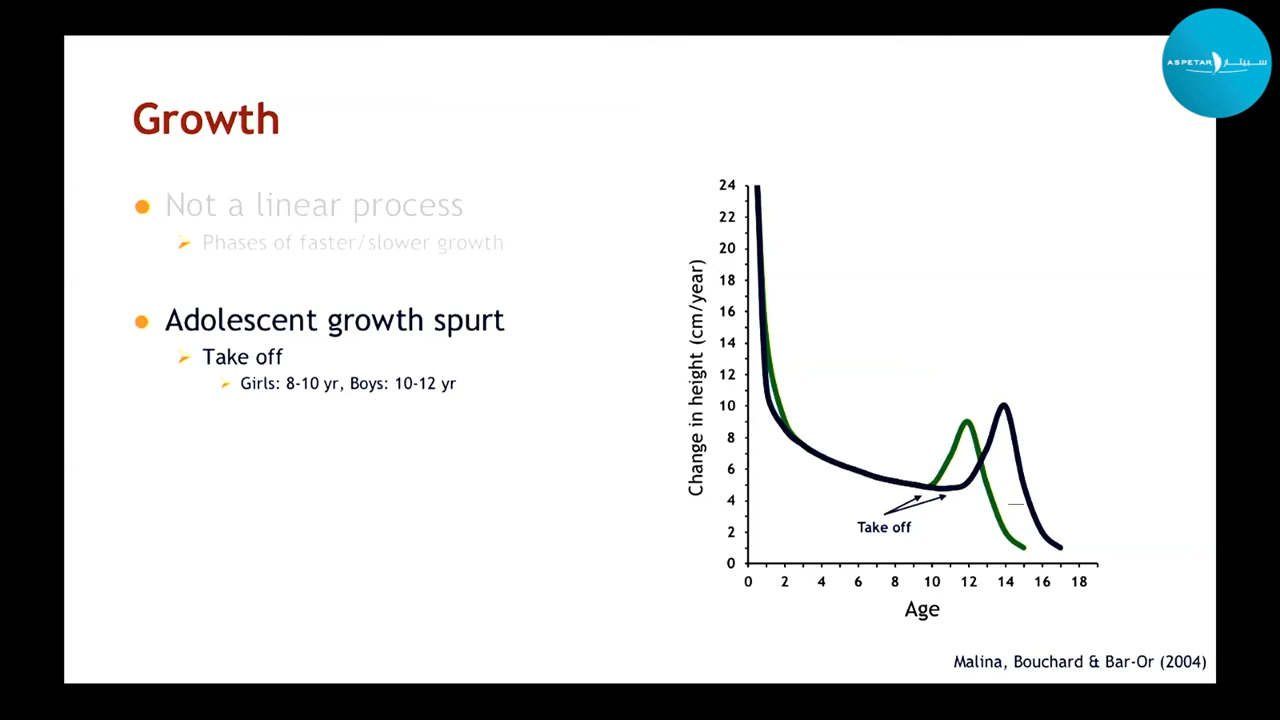 ASPETAR سبيتار
Growth
Not a linear process
Phases of faster/slower growth
Adolescent growth spurt
Take off
Girls: 8-10 yr, Boys: 10-12 yr
Change in height (cm/year)
24
22
20
18
16
14
12
10
8
6
4
2
0
Take off
0 2 4 6 8 10 12 14 16 18
Age
Malina, Bouchard & Bar-Or (2004)